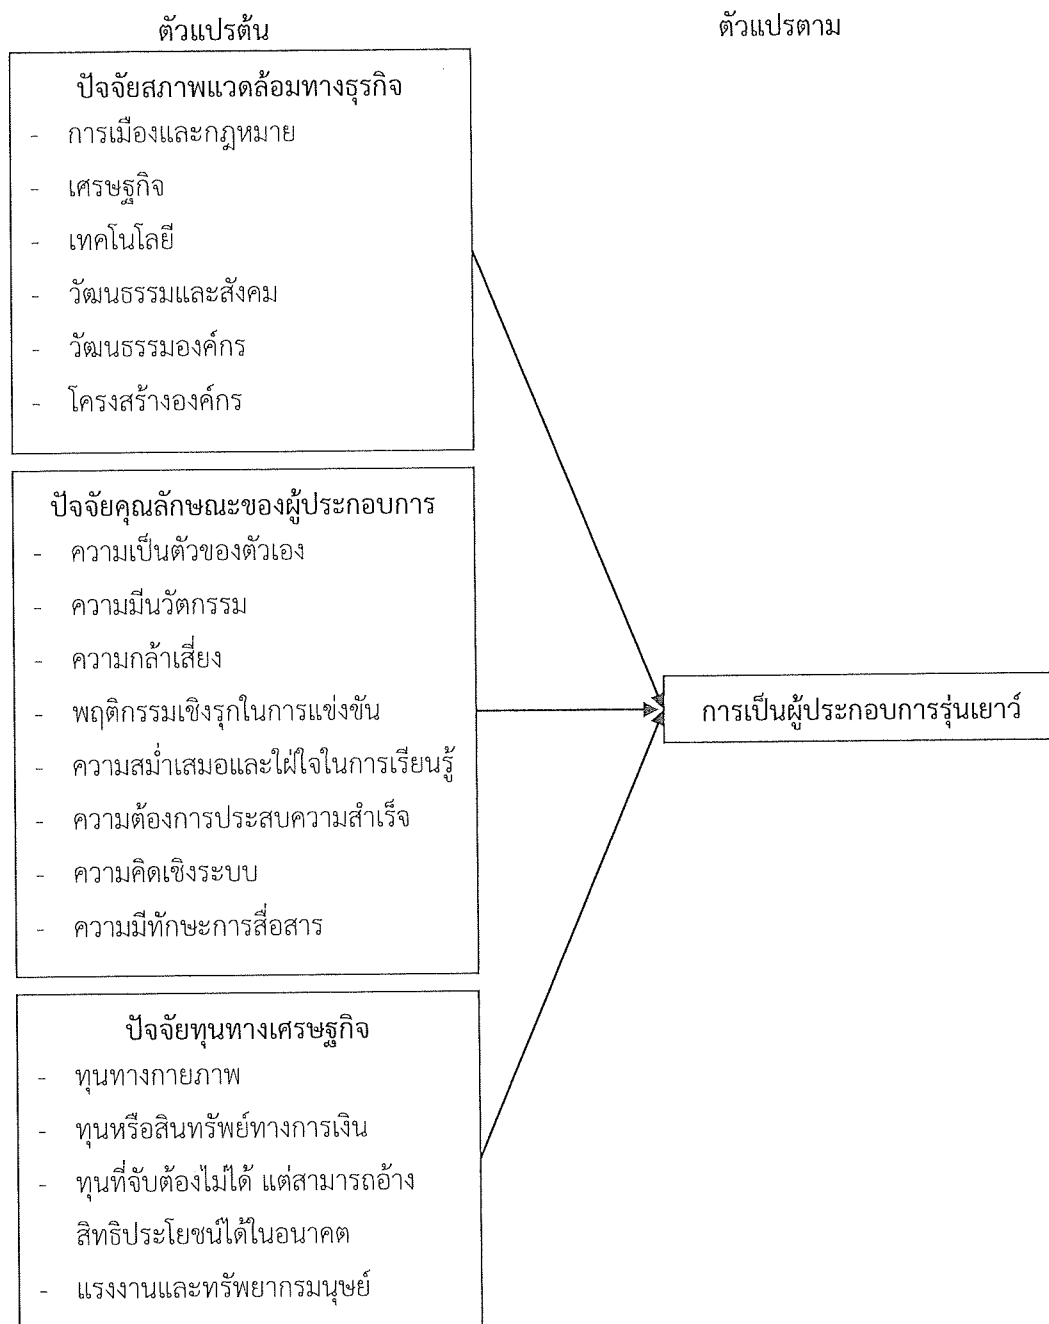 ตัวแปรต้น
ตัวแปรตาม
ปัจจัยสภาพแวดล้อมทางธุรกิจ
- การเมืองและกฎหมาย
- เศรษฐกิจ
- เทคโนโลยี
- วัฒนธรรมและสังคม
- วัฒนธรรมองค์กร
- โครงสร้างองค์กร
ปัจจัยคุณลักษณะของผู้ประกอบการ
- ความเป็นตัวของตัวเอง
- ความมีนวัตกรรม
- ความกล้าเสี่ยง
- พฤติกรรมเชิงรุกในการแข่งขัน
- ความสม่ำเสมอและใฝ่ใจในการเรียนรู้
- ความต้องการประสบความสำเร็จ
- ความคิดเชิงระบบ
- ความมีทักษะการสื่อสาร
การเป็นผู้ประกอบการรุ่นเยาว์
ปัจจัยทุนทางเศรษฐกิจ
- ทุนทางกายภาพ
- ทุนหรือสินทรัพย์ทางการเงิน
- ทุนที่จับต้องไม่ได้ แต่สามารถอ้าง
สิทธิประโยชน์ได้ในอนาคต
- แรงงานและทรัพยากรมนุษย์